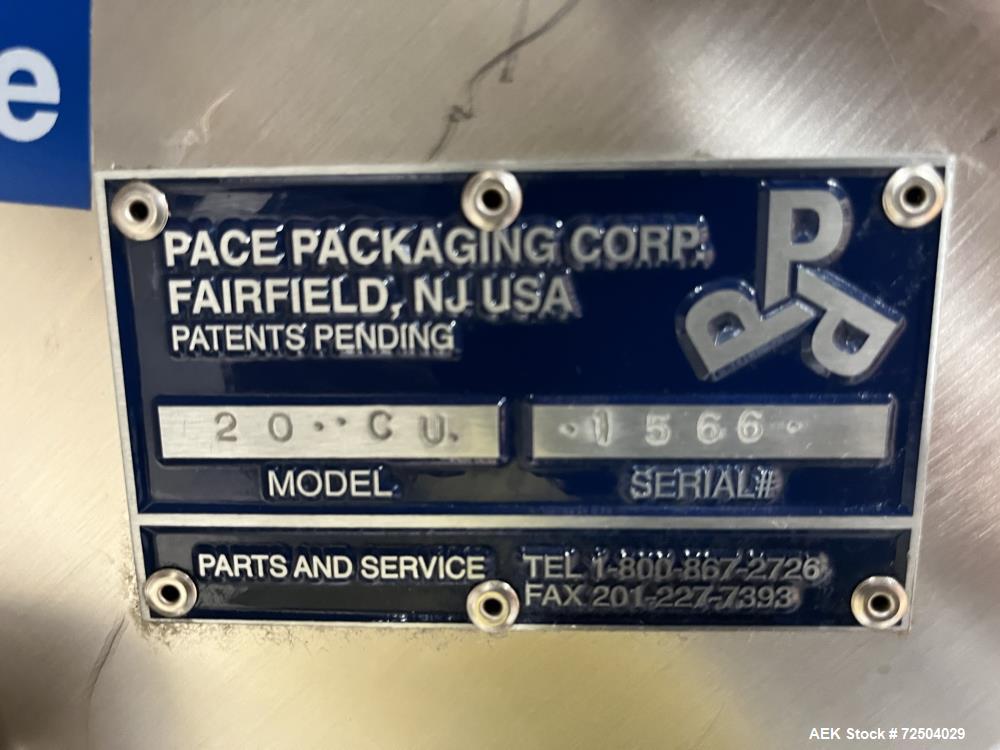 e
PACE PACKAGING CORP.
FAIRFIELD, NJ USA
PATENTS PENDING
PPP
20··CU.
·1566·
MODEL
SERIAL#
PARTS AND SERVICE
TEL 1-800-867-2726
FAX 201-227-7393
AEK Stock # 72504029